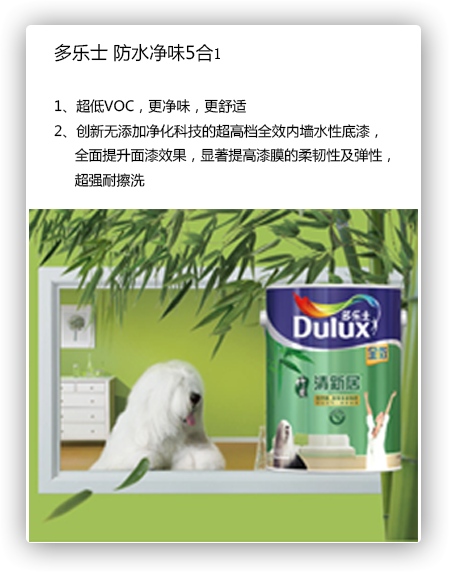 多乐士 防水净味5合1
1、超低VOC，更净味，更舒适
2、创新无添加净化科技的超高档全效内墙水性底漆，
全面提升面漆效果，显著提高漆膜的柔韧性及弹性，
超强耐擦洗
多乐士
Dulux
全效
清新居